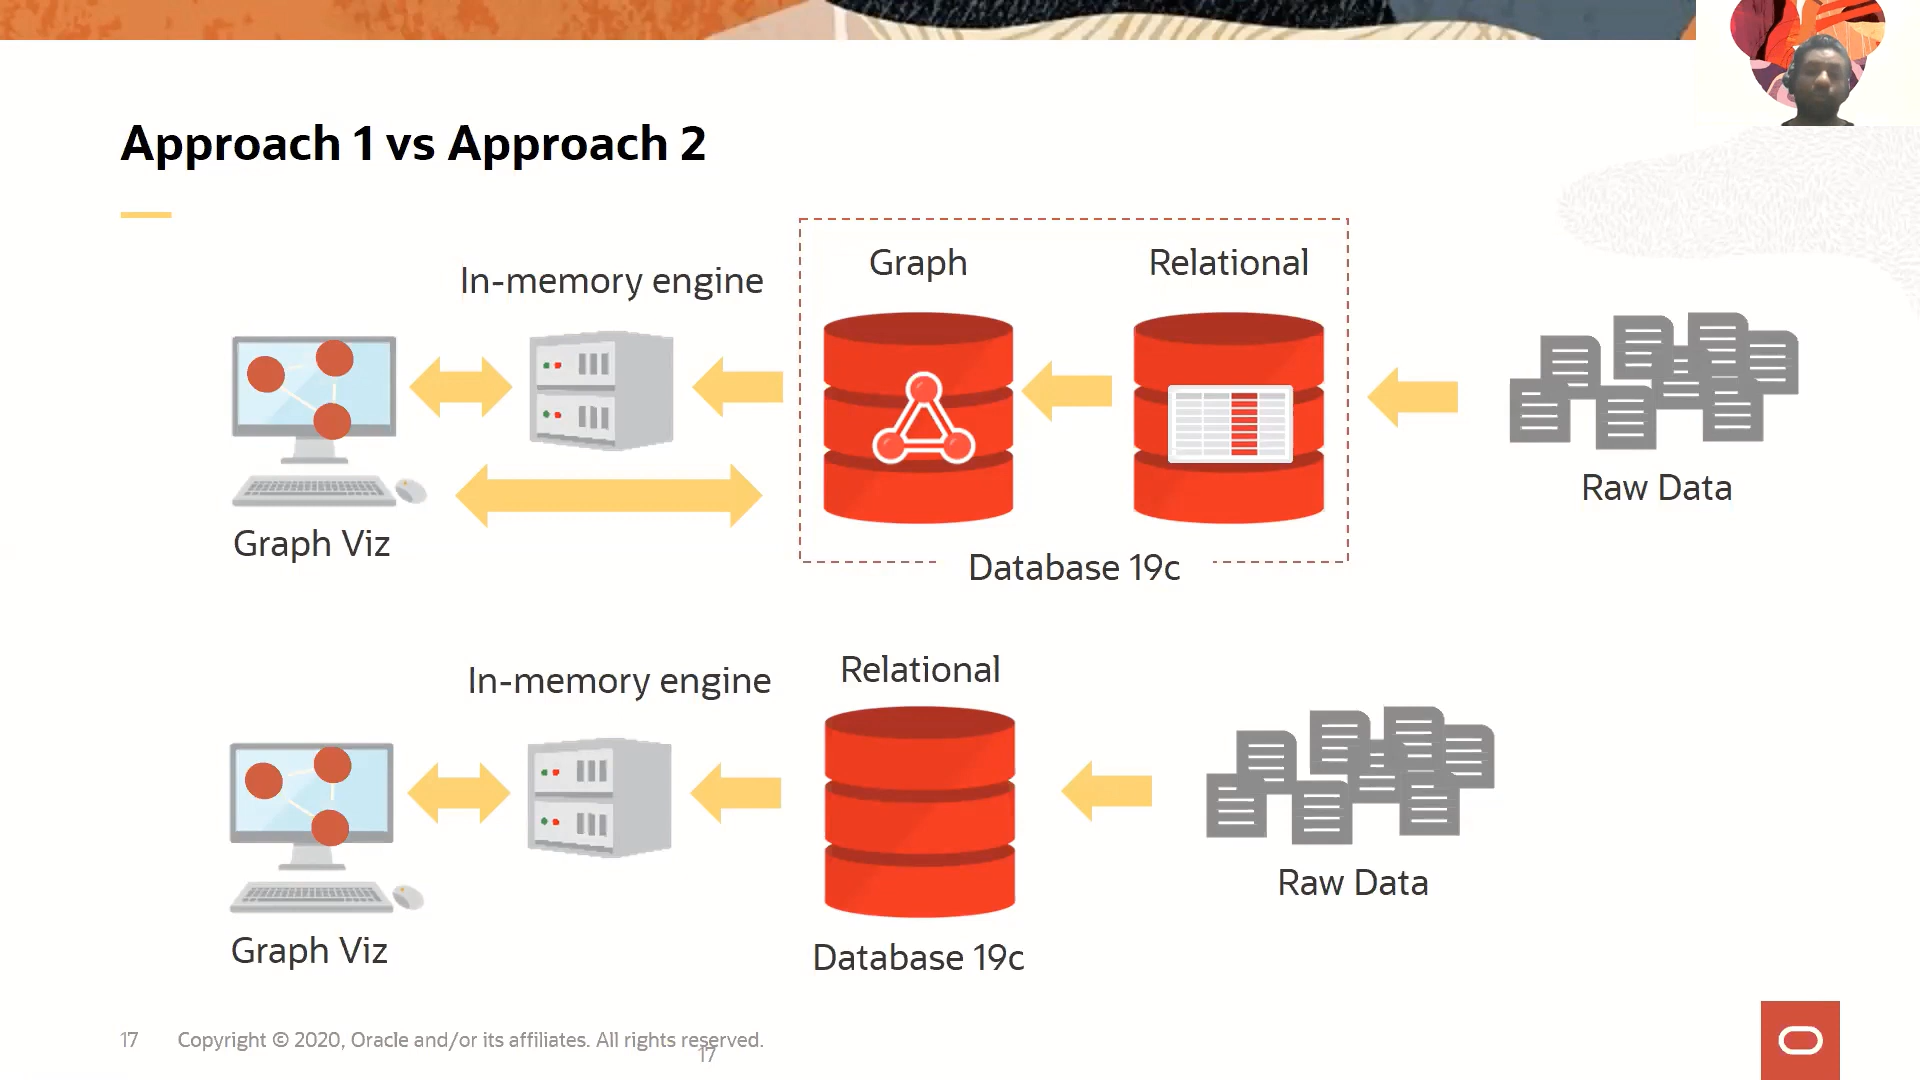 Approach 1 vs Approach 2
In-memory engine
Graph
Relational
Graph Viz
Database 19c
Raw Data
In-memory engine
Relational
Graph Viz
Database 19c
Raw Data
17 Copyright © 2020, Oracle and/or its affiliates. All rights reserved.
17